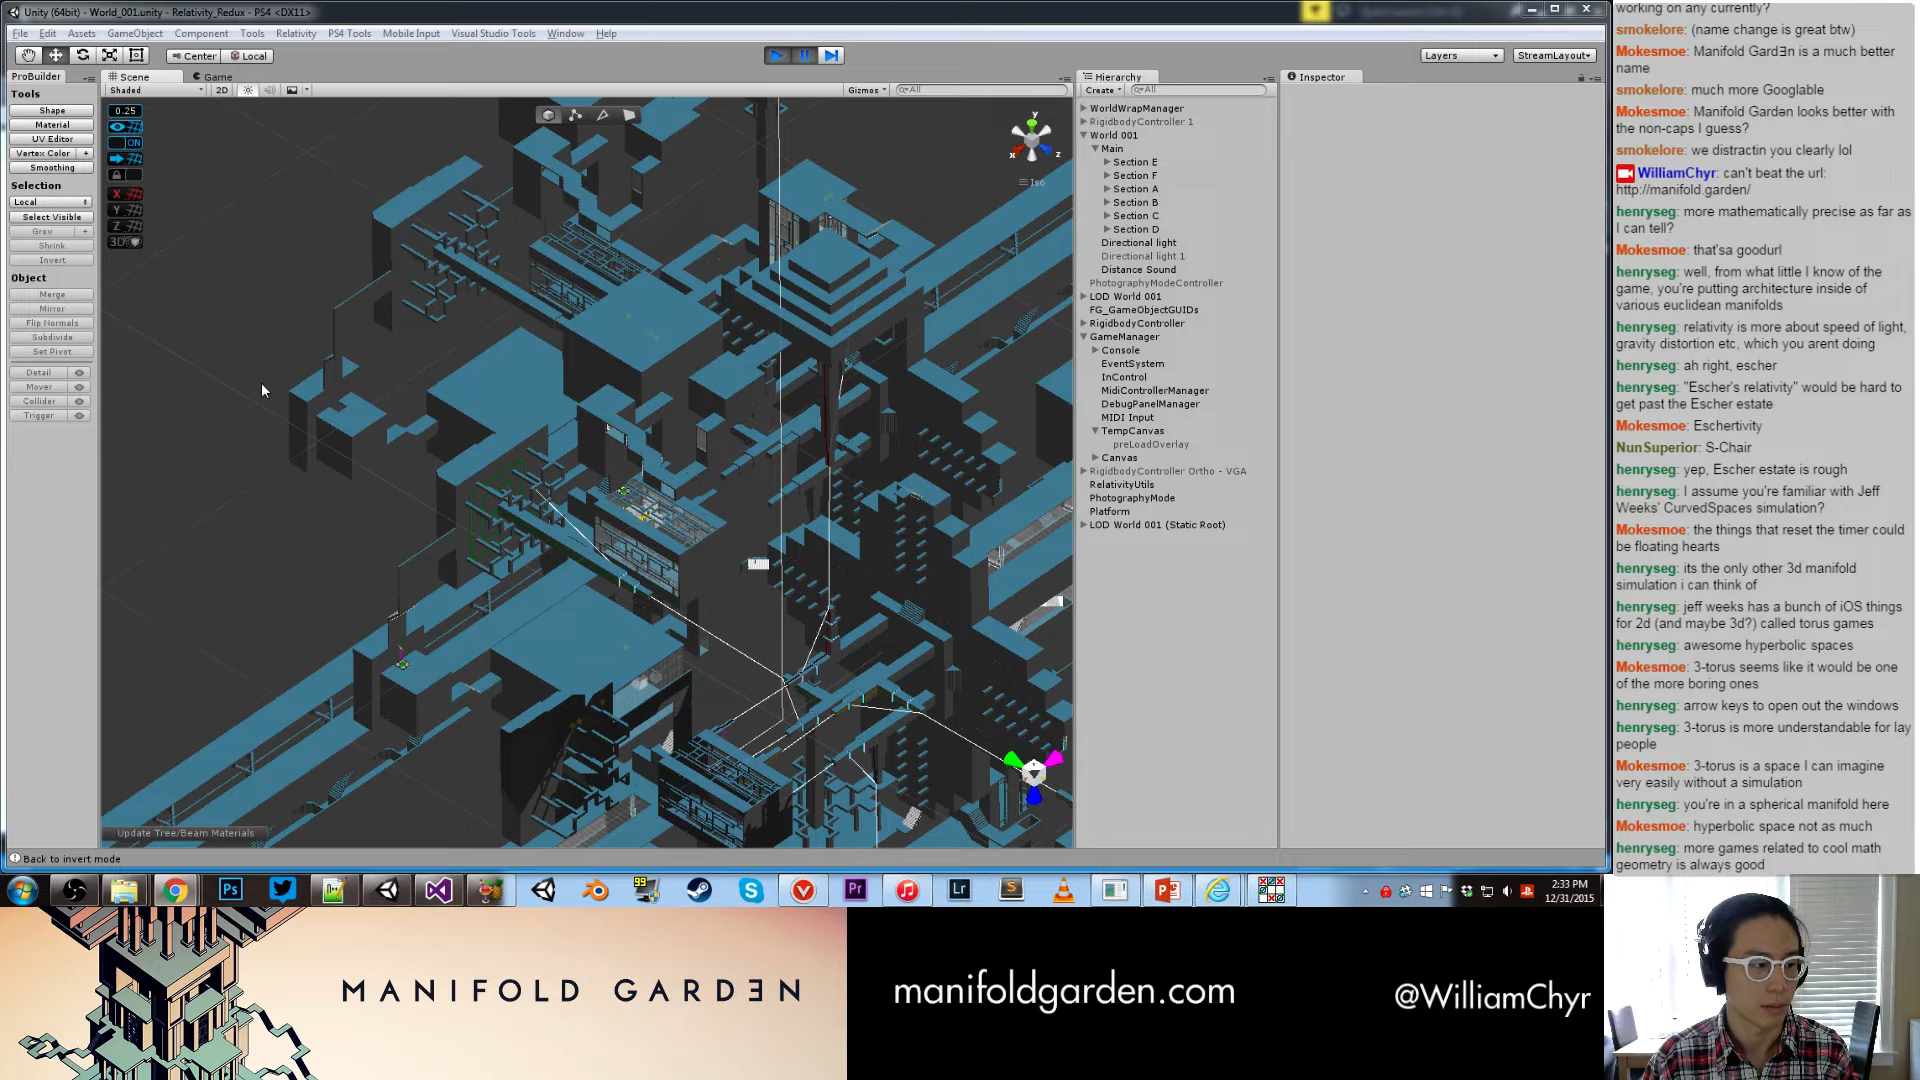 Unity (64bit) - World_001.unity - Relativity_Redux - PS4 <DX11>
File Edit Assets GameObject Component Tools Relativity PS4 Tools Mobile Input Visual Studio Tools Window Help
Center Local
Layers StreamLayout
ProBuilder
Scene Game
Shaded 2D Gizmos All
Tools
Shape
Material
UV Editor
Vertex Color +
Smoothing
Selection
Local
Select Visible
Grow +
Shrink
Invert
Object
Merge
Mirror
Flip Normals
Subdivide
Set Pivot
Detail
Mover
Collider
Trigger
0.25
ON
X
Y
Z
3D
y
x z
Iso
Update Tree/Beam Materials
Back to invert mode
Hierarchy
Create All
WorldWrapManager
RigidbodyController 1
World 001
Main
Section E
Section F
Section A
Section B
Section C
Section D
Directional light
Directional light 1
Distance Sound
PhotographyModeController
LOD World 001
FG_GameObjectGUIDs
RigidbodyController
GameManager
Console
EventSystem
InControl
MidiControllerManager
DebugPanelManager
MIDI Input
TempCanvas
preLoadOverlay
Canvas
RigidbodyController Ortho - VGA
RelativityUtils
PhotographyMode
Platform
LOD World 001 (Static Root)
Inspector
working on any currently?
smokelore: (name change is great btw)
Mokesmoe: Manifold GardƎn is a much better
name
smokelore: much more Googlable
Mokesmoe: Manifold Garden looks better with
the non-caps I guess?
smokelore: we distractin you clearly lol
WilliamChyr: can't beat the url:
http://manifold.garden/
henryseg: more mathematically precise as far as
I can tell?
Mokesmoe: that'sa goodurl
henryseg: well, from what little I know of the
game, you're putting architecture inside of
various euclidean manifolds
henryseg: relativity is more about speed of light,
gravity distortion etc, which you arent doing
henryseg: ah right, escher
henryseg: "Escher's relativity" would be hard to
get past the Escher estate
Mokesmoe: Eschertivity
NunSuperior: S-Chair
henryseg: yep, Escher estate is rough
henryseg: I assume you're familiar with Jeff
Weeks' CurvedSpaces simulation?
Mokesmoe: the things that reset the timer could
be floating hearts
henryseg: its the only other 3d manifold
simulation i can think of
henryseg: jeff weeks has a bunch of iOS things
for 2d (and maybe 3d?) called torus games
henryseg: awesome hyperbolic spaces
Mokesmoe: 3-torus seems like it would be one
of the more boring ones
henryseg: arrow keys to open out the windows
henryseg: 3-torus is more understandable for lay
people
Mokesmoe: 3-torus is a space I can imagine
very easily without a simulation
henryseg: you're in a spherical manifold here
Mokesmoe: hyperbolic space not as much
henryseg: more games related to cool math
geometry is always good
Ps 99 Pr Lr S
2:33 PM
12/31/2015
MANIFOLD GARDƎN
manifoldgarden.com
@WilliamChyr